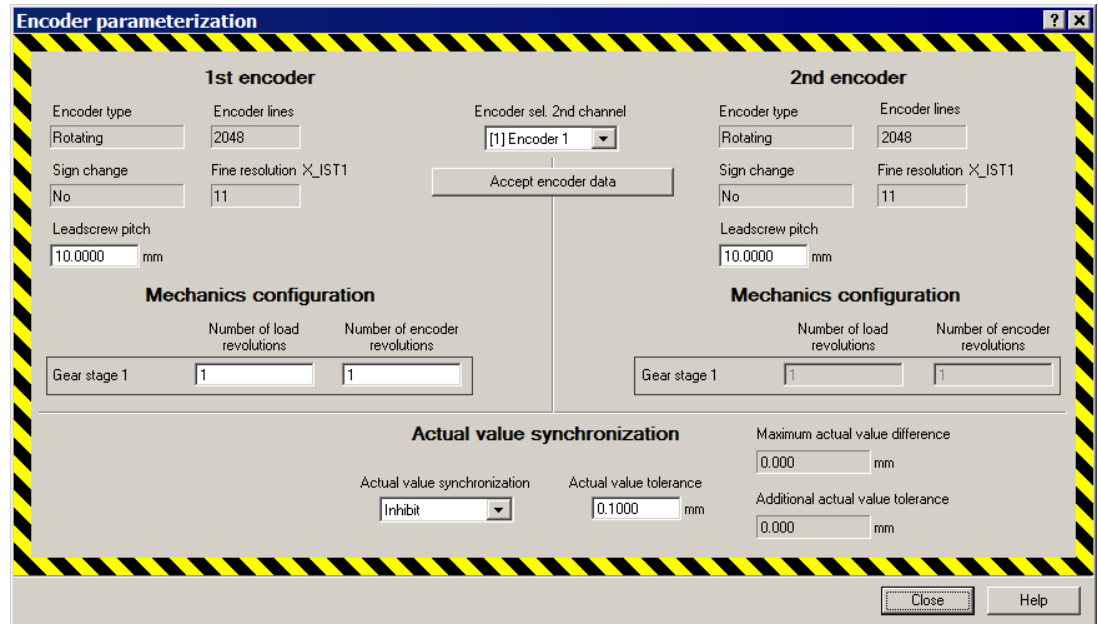 Encoder parameterization
? ×
1st encoder
Encoder type
Encoder lines
Rotating
2048
Sign change
Fine resolution X_IST1
No
11
Leadscrew pitch
10.0000 mm
Mechanics configuration
Number of load
revolutions
Number of encoder
revolutions
Gear stage 1
1
1
Encoder sel. 2nd channel
[1] Encoder 1
Accept encoder data
2nd encoder
Encoder type
Encoder lines
Rotating
2048
Sign change
Fine resolution X_IST1
No
11
Leadscrew pitch
10.0000 mm
Mechanics configuration
Number of load
revolutions
Number of encoder
revolutions
Gear stage 1
1
1
Actual value synchronization
Actual value synchronization
Inhibit
Actual value tolerance
0.1000 mm
Maximum actual value difference
0.000 mm
Additional actual value tolerance
0.000 mm
Close
Help